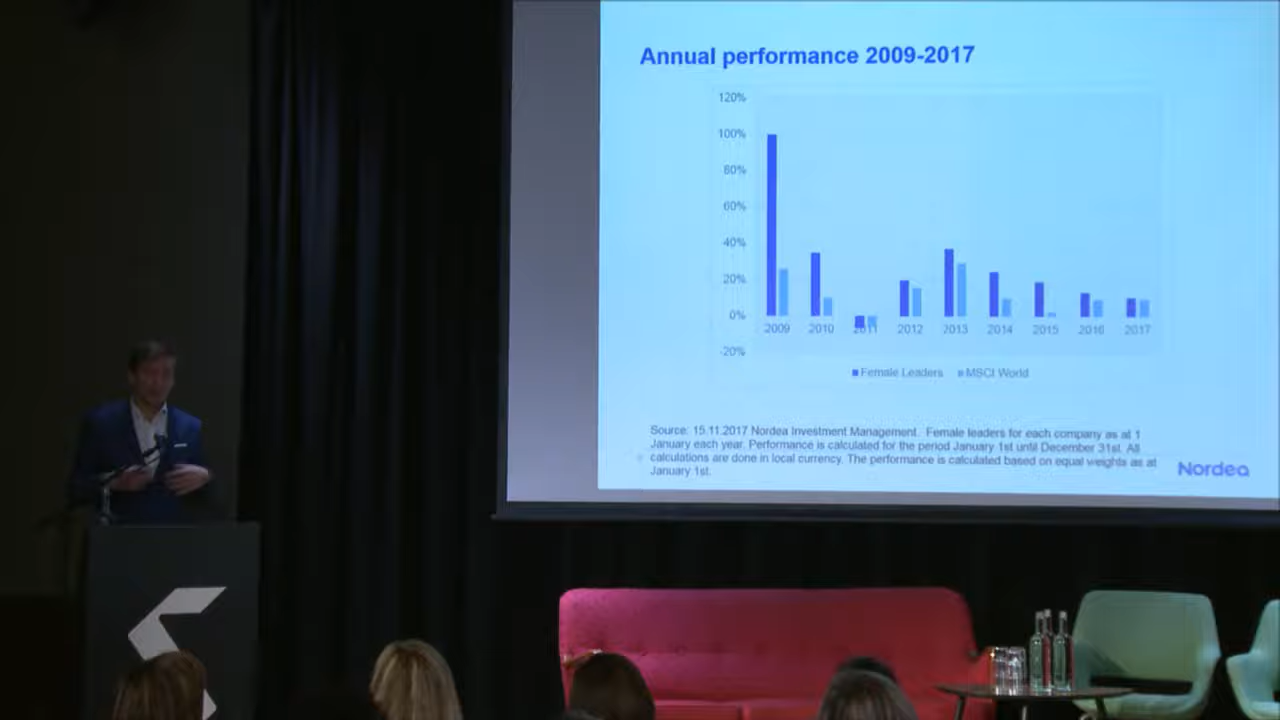 Annual performance 2009-2017
120%
100%
80%
60%
40%
20%
0%
-20%
2009 2010 2011 2012 2013 2014 2015 2016 2017
Female Leaders MSCI World
Source: 15.11.2017 Nordea Investment Management. Female leaders for each company as at 1
January each year. Performance is calculated for the period January 1st until December 31st. All
calculations are done in local currency. The performance is calculated based on equal weights as at
January 1st.
Nordea